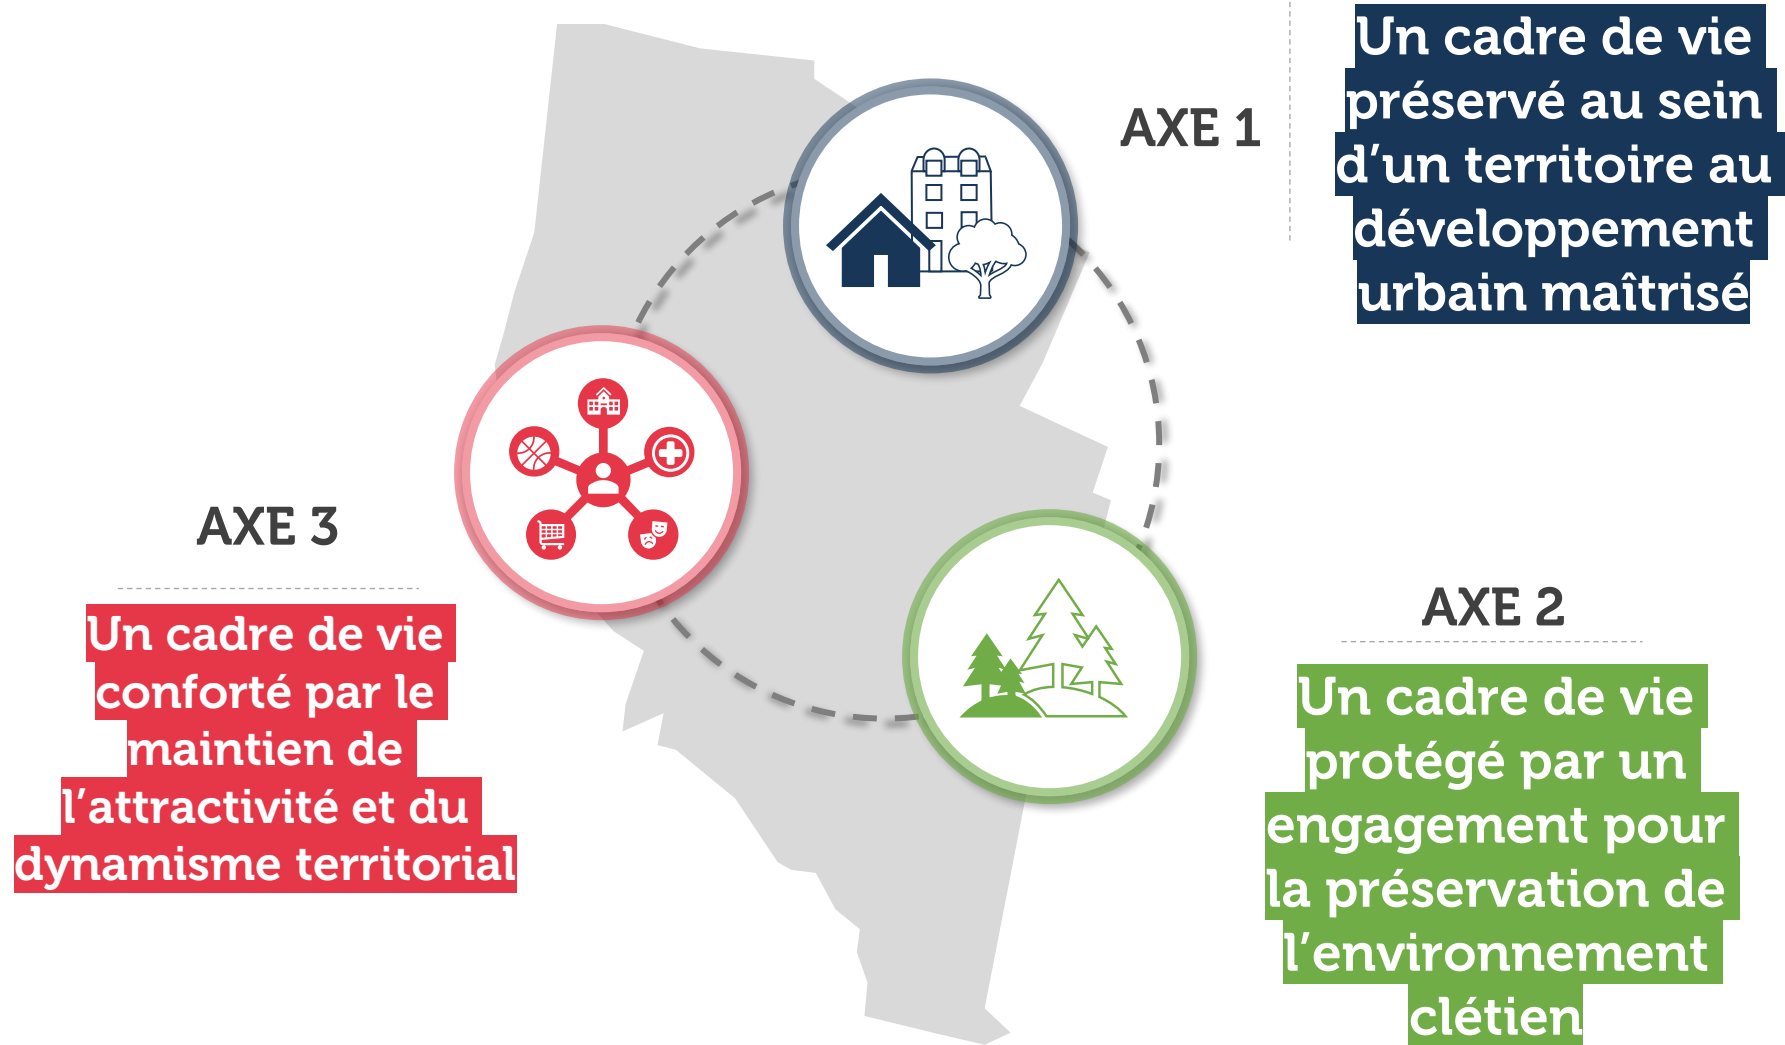 AXE 1
Un cadre de vie
préservé au sein
d’un territoire au
développement
urbain maîtrisé
AXE 2
Un cadre de vie
protégé par un
engagement pour
la préservation de
l’environnement
clétien
AXE 3
Un cadre de vie
conforté par le
maintien de
l’attractivité et du
dynamisme territorial